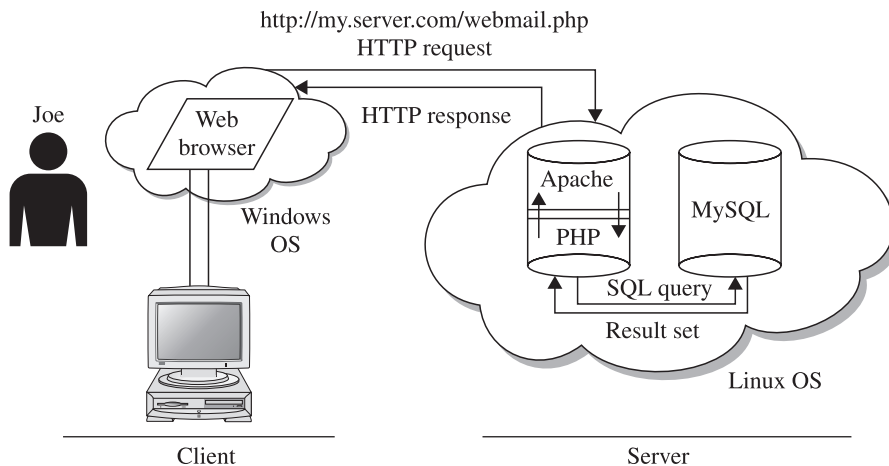 http://my.server.com/webmail.php
HTTP request
HTTP response
Joe
Web
browser
Windows
OS
Apache
PHP
MySQL
SQL query
Result set
Linux OS
Client
Server